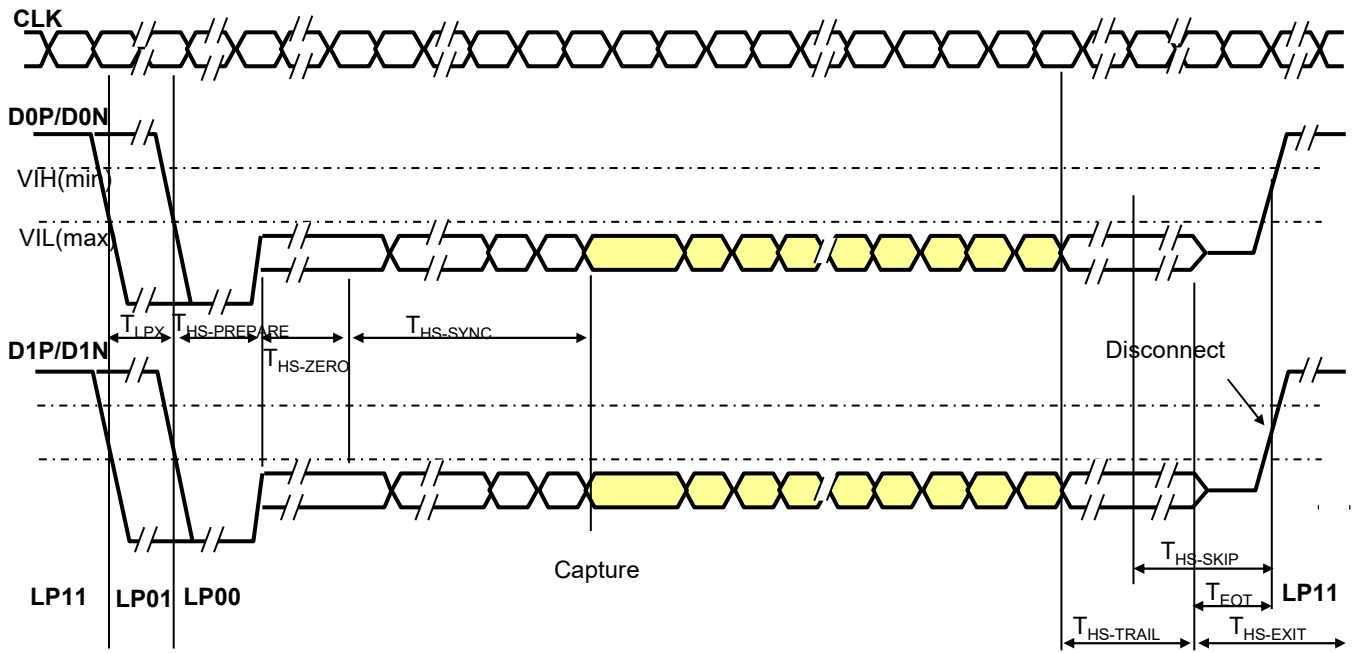 CLK
D0P/D0N
VIH(min)
VIL(max)
TLPX
THS-PREPARE
THS-SYNC
THS-ZERO
D1P/D1N
Disconnect
Capture
THS-SKIP
LP11
LP01
LP00
TEOT
LP11
THS-TRAIL
THS-EXIT